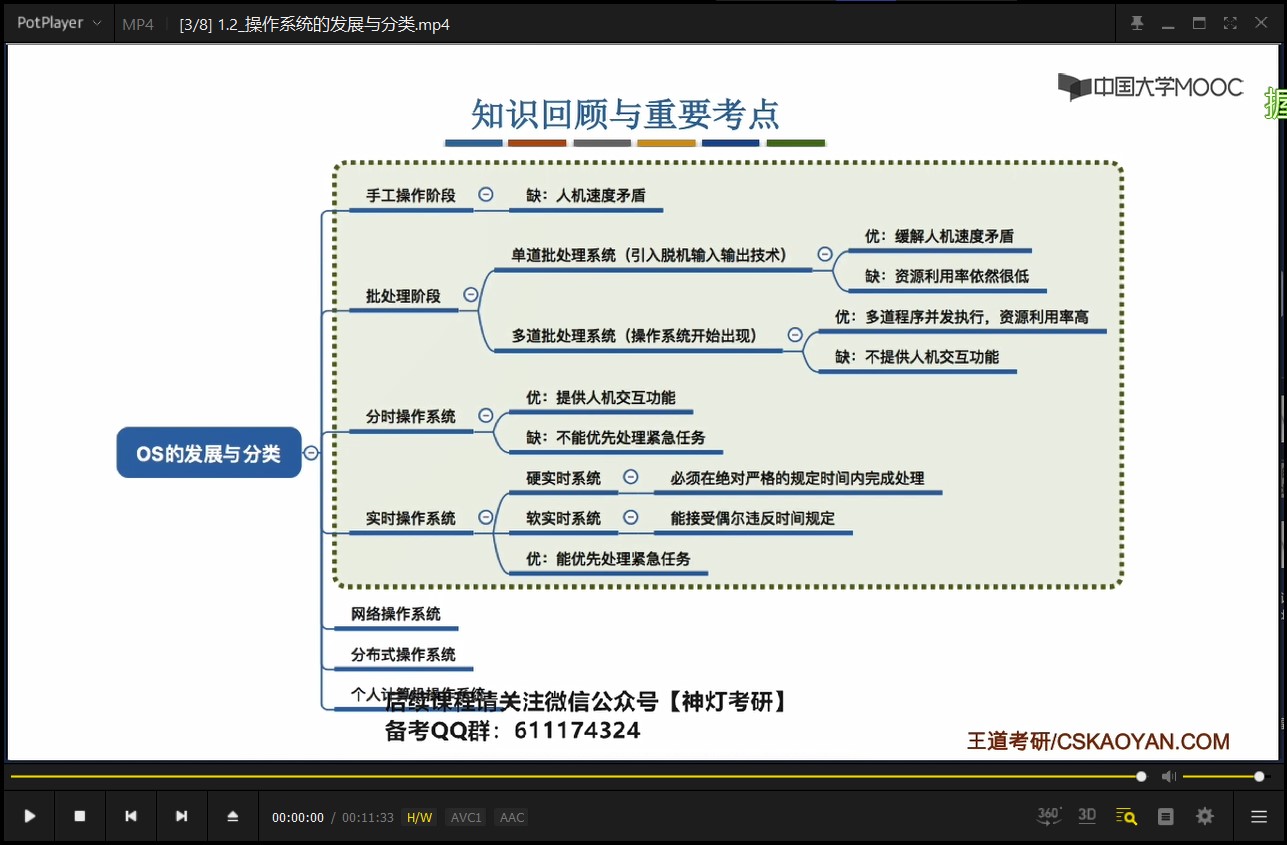 PotPlayer MP4 [3/8] 1.2_操作系统的发展与分类.mp4
中国大学MOOC
握
知识回顾与重要考点
手工操作阶段
缺：人机速度矛盾
批处理阶段
单道批处理系统（引入脱机输入输出技术）
优：缓解人机速度矛盾
缺：资源利用率依然很低
多道批处理系统（操作系统开始出现）
优：多道程序并发执行，资源利用率高
缺：不提供人机交互功能
OS的发展与分类
分时操作系统
优：提供人机交互功能
缺：不能优先处理紧急任务
实时操作系统
硬实时系统
必须在绝对严格的规定时间内完成处理
软实时系统
能接受偶尔违反时间规定
优：能优先处理紧急任务
网络操作系统
分布式操作系统
个人计算机操作系统
后续课程请关注微信公众号【神灯考研】
备考QQ群：611174324
王道考研/CSKAOYAN.COM
00:00:00 / 00:11:33 H/W AVC1 AAC
360° 3D